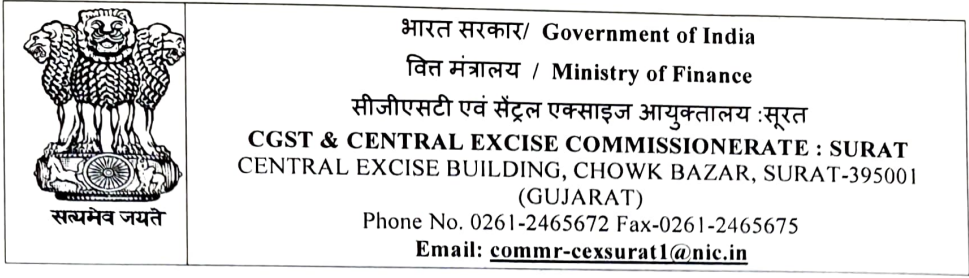 भारत सरकार/ Government of India
वित्त मंत्रालय / Ministry of Finance
सीजीएसटी एवं सेंट्रल एक्साइज आयुक्तालय :सूरत
CGST & CENTRAL EXCISE COMMISSIONERATE : SURAT
CENTRAL EXCISE BUILDING, CHOWK BAZAR, SURAT-395001
(GUJARAT)
Phone No. 0261-2465672 Fax-0261-2465675
Email: commr-cexsurat1@nic.in
सत्यमेव जयते